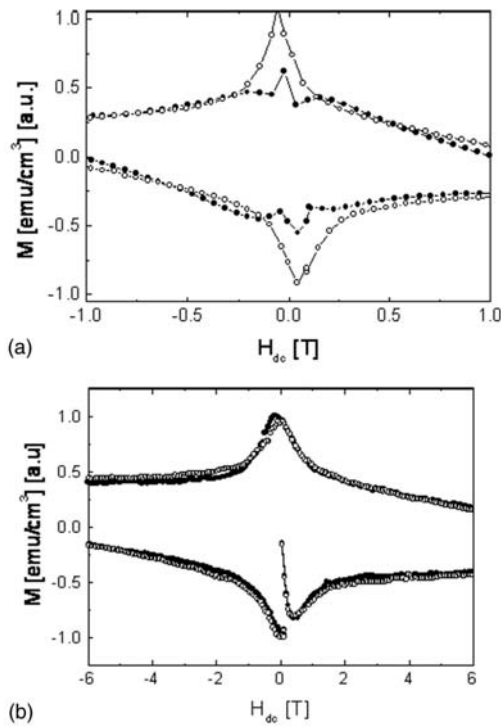 1.0
0.5
0.0
-0.5
-1.0
M [emu/cm³] [a.u.]
-1.0 -0.5 0.0 0.5 1.0
(a)
H_dc [T]
1.0
0.5
0.0
-0.5
-1.0
M [emu/cm³] [a.u]
-6 -4 -2 0 2 4 6
(b)
H_dc [T]